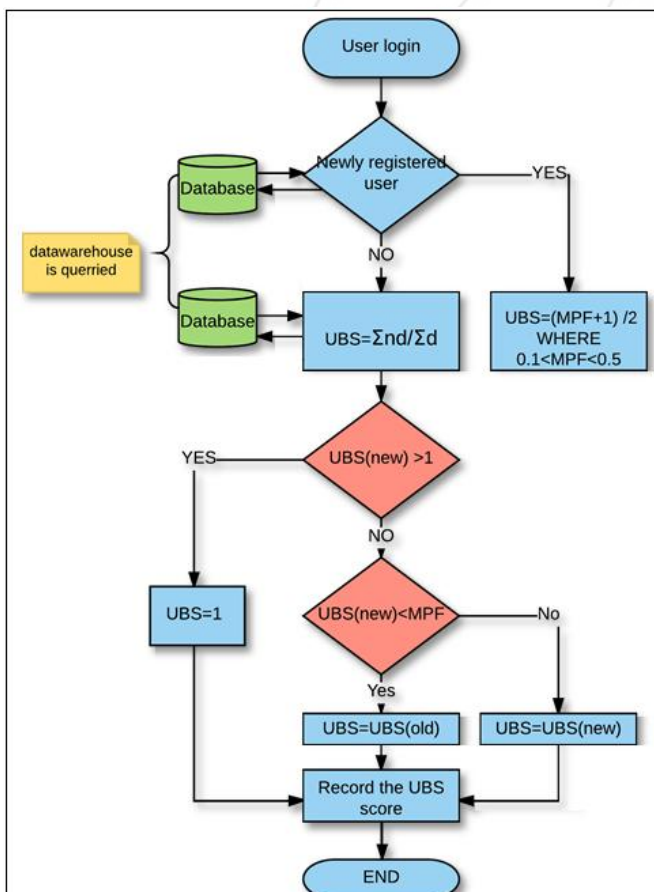 User login
Newly registered
user
YES
Database
datawarehouse
is querried
NO
Database
UBS=Σnd/Σd
UBS=(MPF+1) /2
WHERE
0.1<MPF<0.5
YES
UBS(new) >1
NO
UBS=1
UBS(new)<MPF
No
Yes
UBS=UBS(old)
UBS=UBS(new)
Record the UBS
score
END